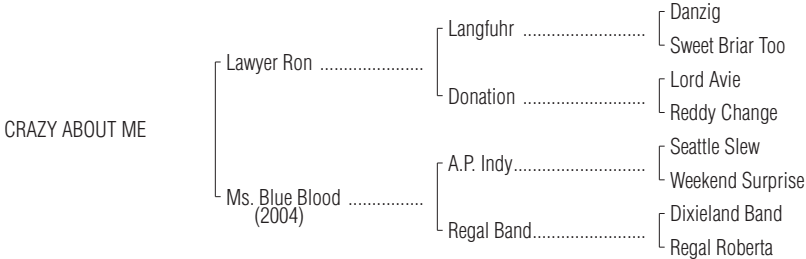 Danzig
Langfuhr ..........................
Sweet Briar Too
Lawyer Ron ......................
Lord Avie
Donation ..........................
Reddy Change
CRAZY ABOUT ME
Seattle Slew
A.P. Indy............................
Weekend Surprise
Ms. Blue Blood ................
(2004)
Dixieland Band
Regal Band........................
Regal Roberta